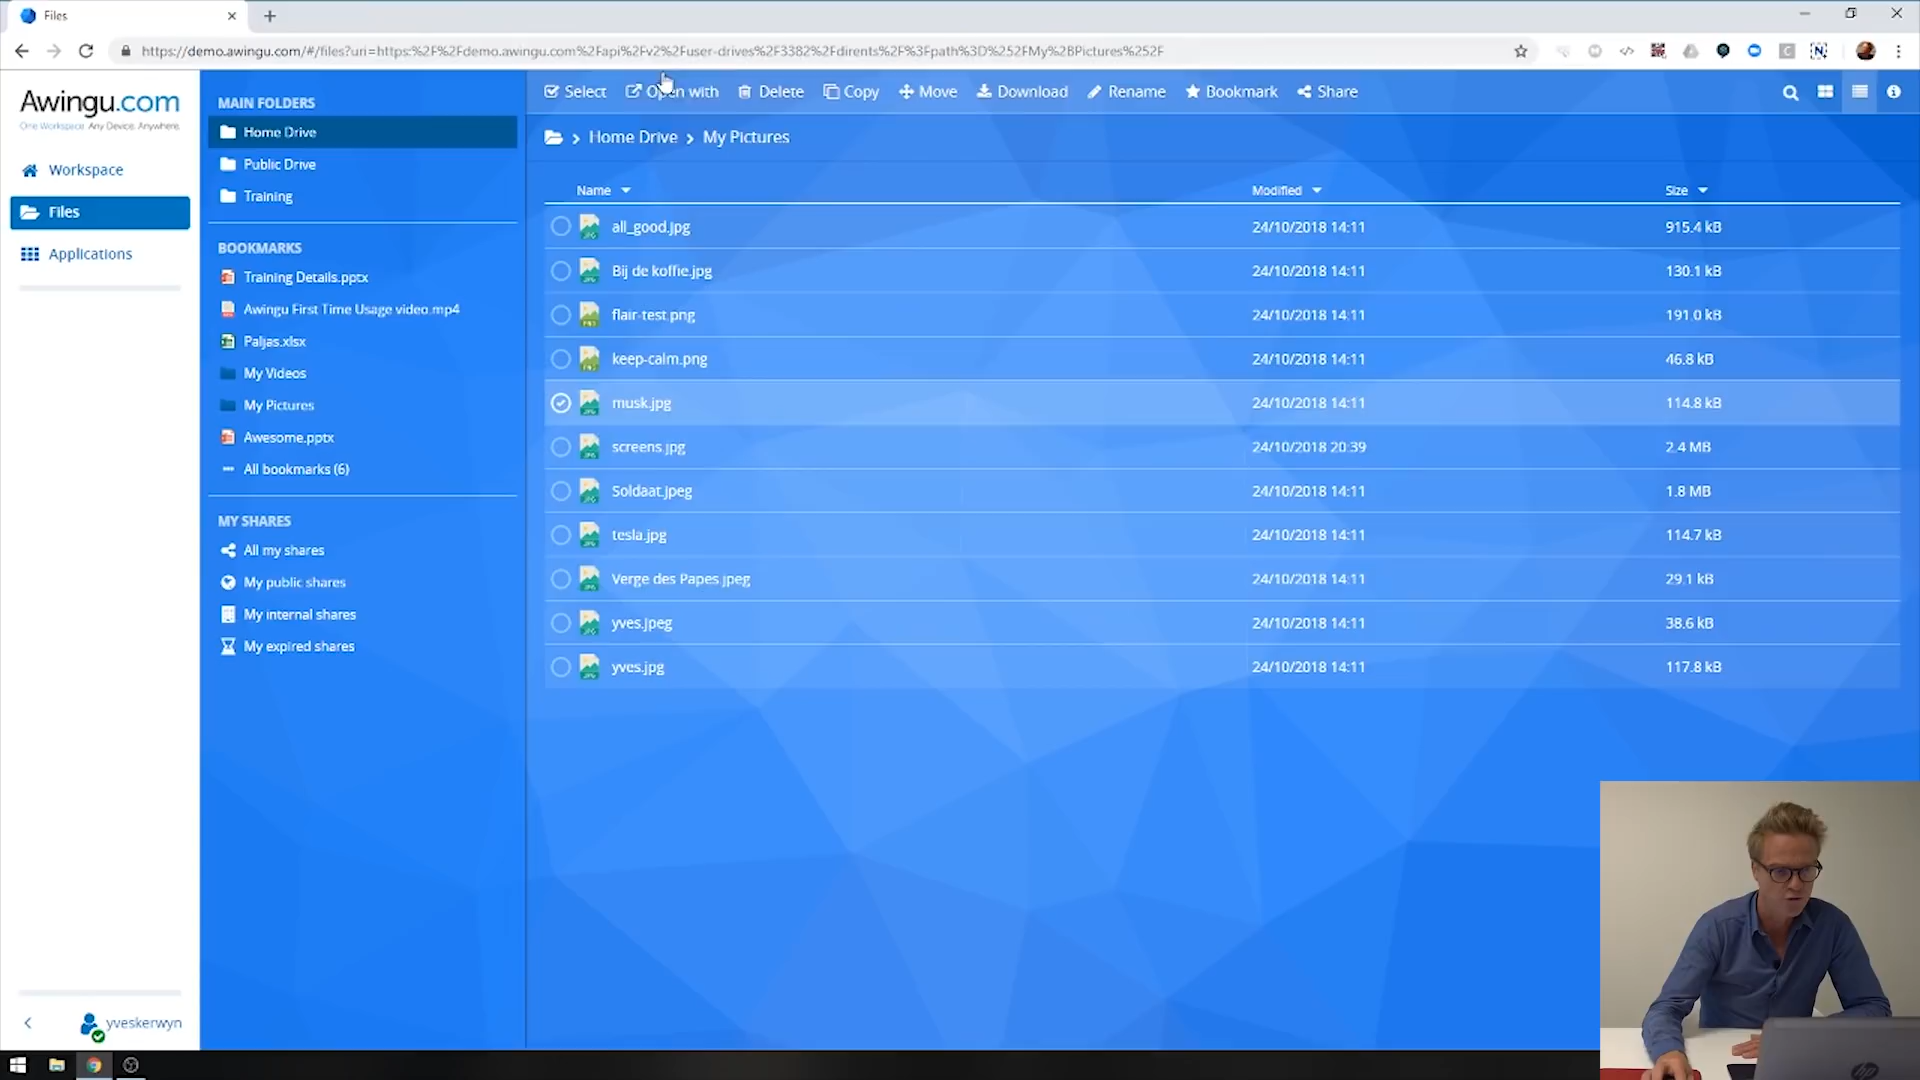 Files
https://demo.awingu.com/#/files?uri=https:%2F%2Fdemo.awingu.com%2Fapi%2Fv2%2Fuser-drives%2F3382%2Fdirents%2F%3Fpath%3D%252FMy%2BPictures%252F
Awingu.com
One Workspace. Any Device. Anywhere.
Workspace
Files
Applications
yveskerwyn
MAIN FOLDERS
Home Drive
Public Drive
Training
BOOKMARKS
Training Details.pptx
Awingu First Time Usage video.mp4
Paljas.xlsx
My Videos
My Pictures
Awesome.pptx
All bookmarks (6)
MY SHARES
All my shares
My public shares
My internal shares
My expired shares
Select Open with Delete Copy Move Download Rename Bookmark Share
Home Drive > My Pictures
Name Modified Size
all_good.jpg 24/10/2018 14:11 915.4 kB
Bij de koffie.jpg 24/10/2018 14:11 130.1 kB
flair-test.png 24/10/2018 14:11 191.0 kB
keep-calm.png 24/10/2018 14:11 46.8 kB
musk.jpg 24/10/2018 14:11 114.8 kB
screens.jpg 24/10/2018 20:39 2.4 MB
Soldaat.jpeg 24/10/2018 14:11 1.8 MB
tesla.jpg 24/10/2018 14:11 114.7 kB
Verge des Papes.jpeg 24/10/2018 14:11 29.1 kB
yves.jpeg 24/10/2018 14:11 38.6 kB
yves.jpg 24/10/2018 14:11 117.8 kB
hp